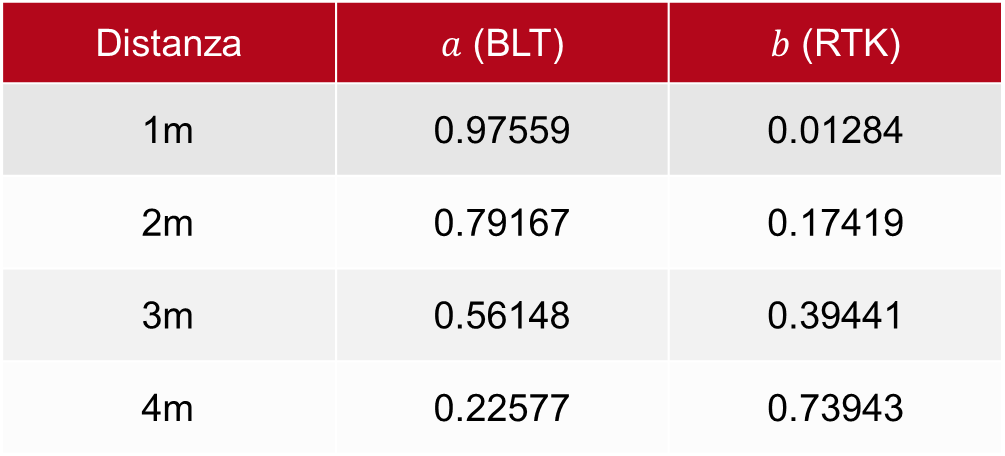 Distanza a (BLT) b (RTK)
1m 0.97559 0.01284
2m 0.79167 0.17419
3m 0.56148 0.39441
4m 0.22577 0.73943